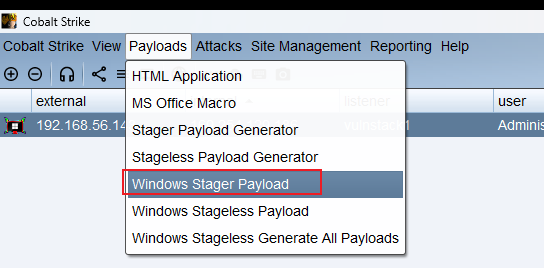 Cobalt Strike
Cobalt Strike View Payloads Attacks Site Management Reporting Help
external listener user
192.168.56.14 Adminis
HTML Application
MS Office Macro
Stager Payload Generator
Stageless Payload Generator
Windows Stager Payload
Windows Stageless Payload
Windows Stageless Generate All Payloads